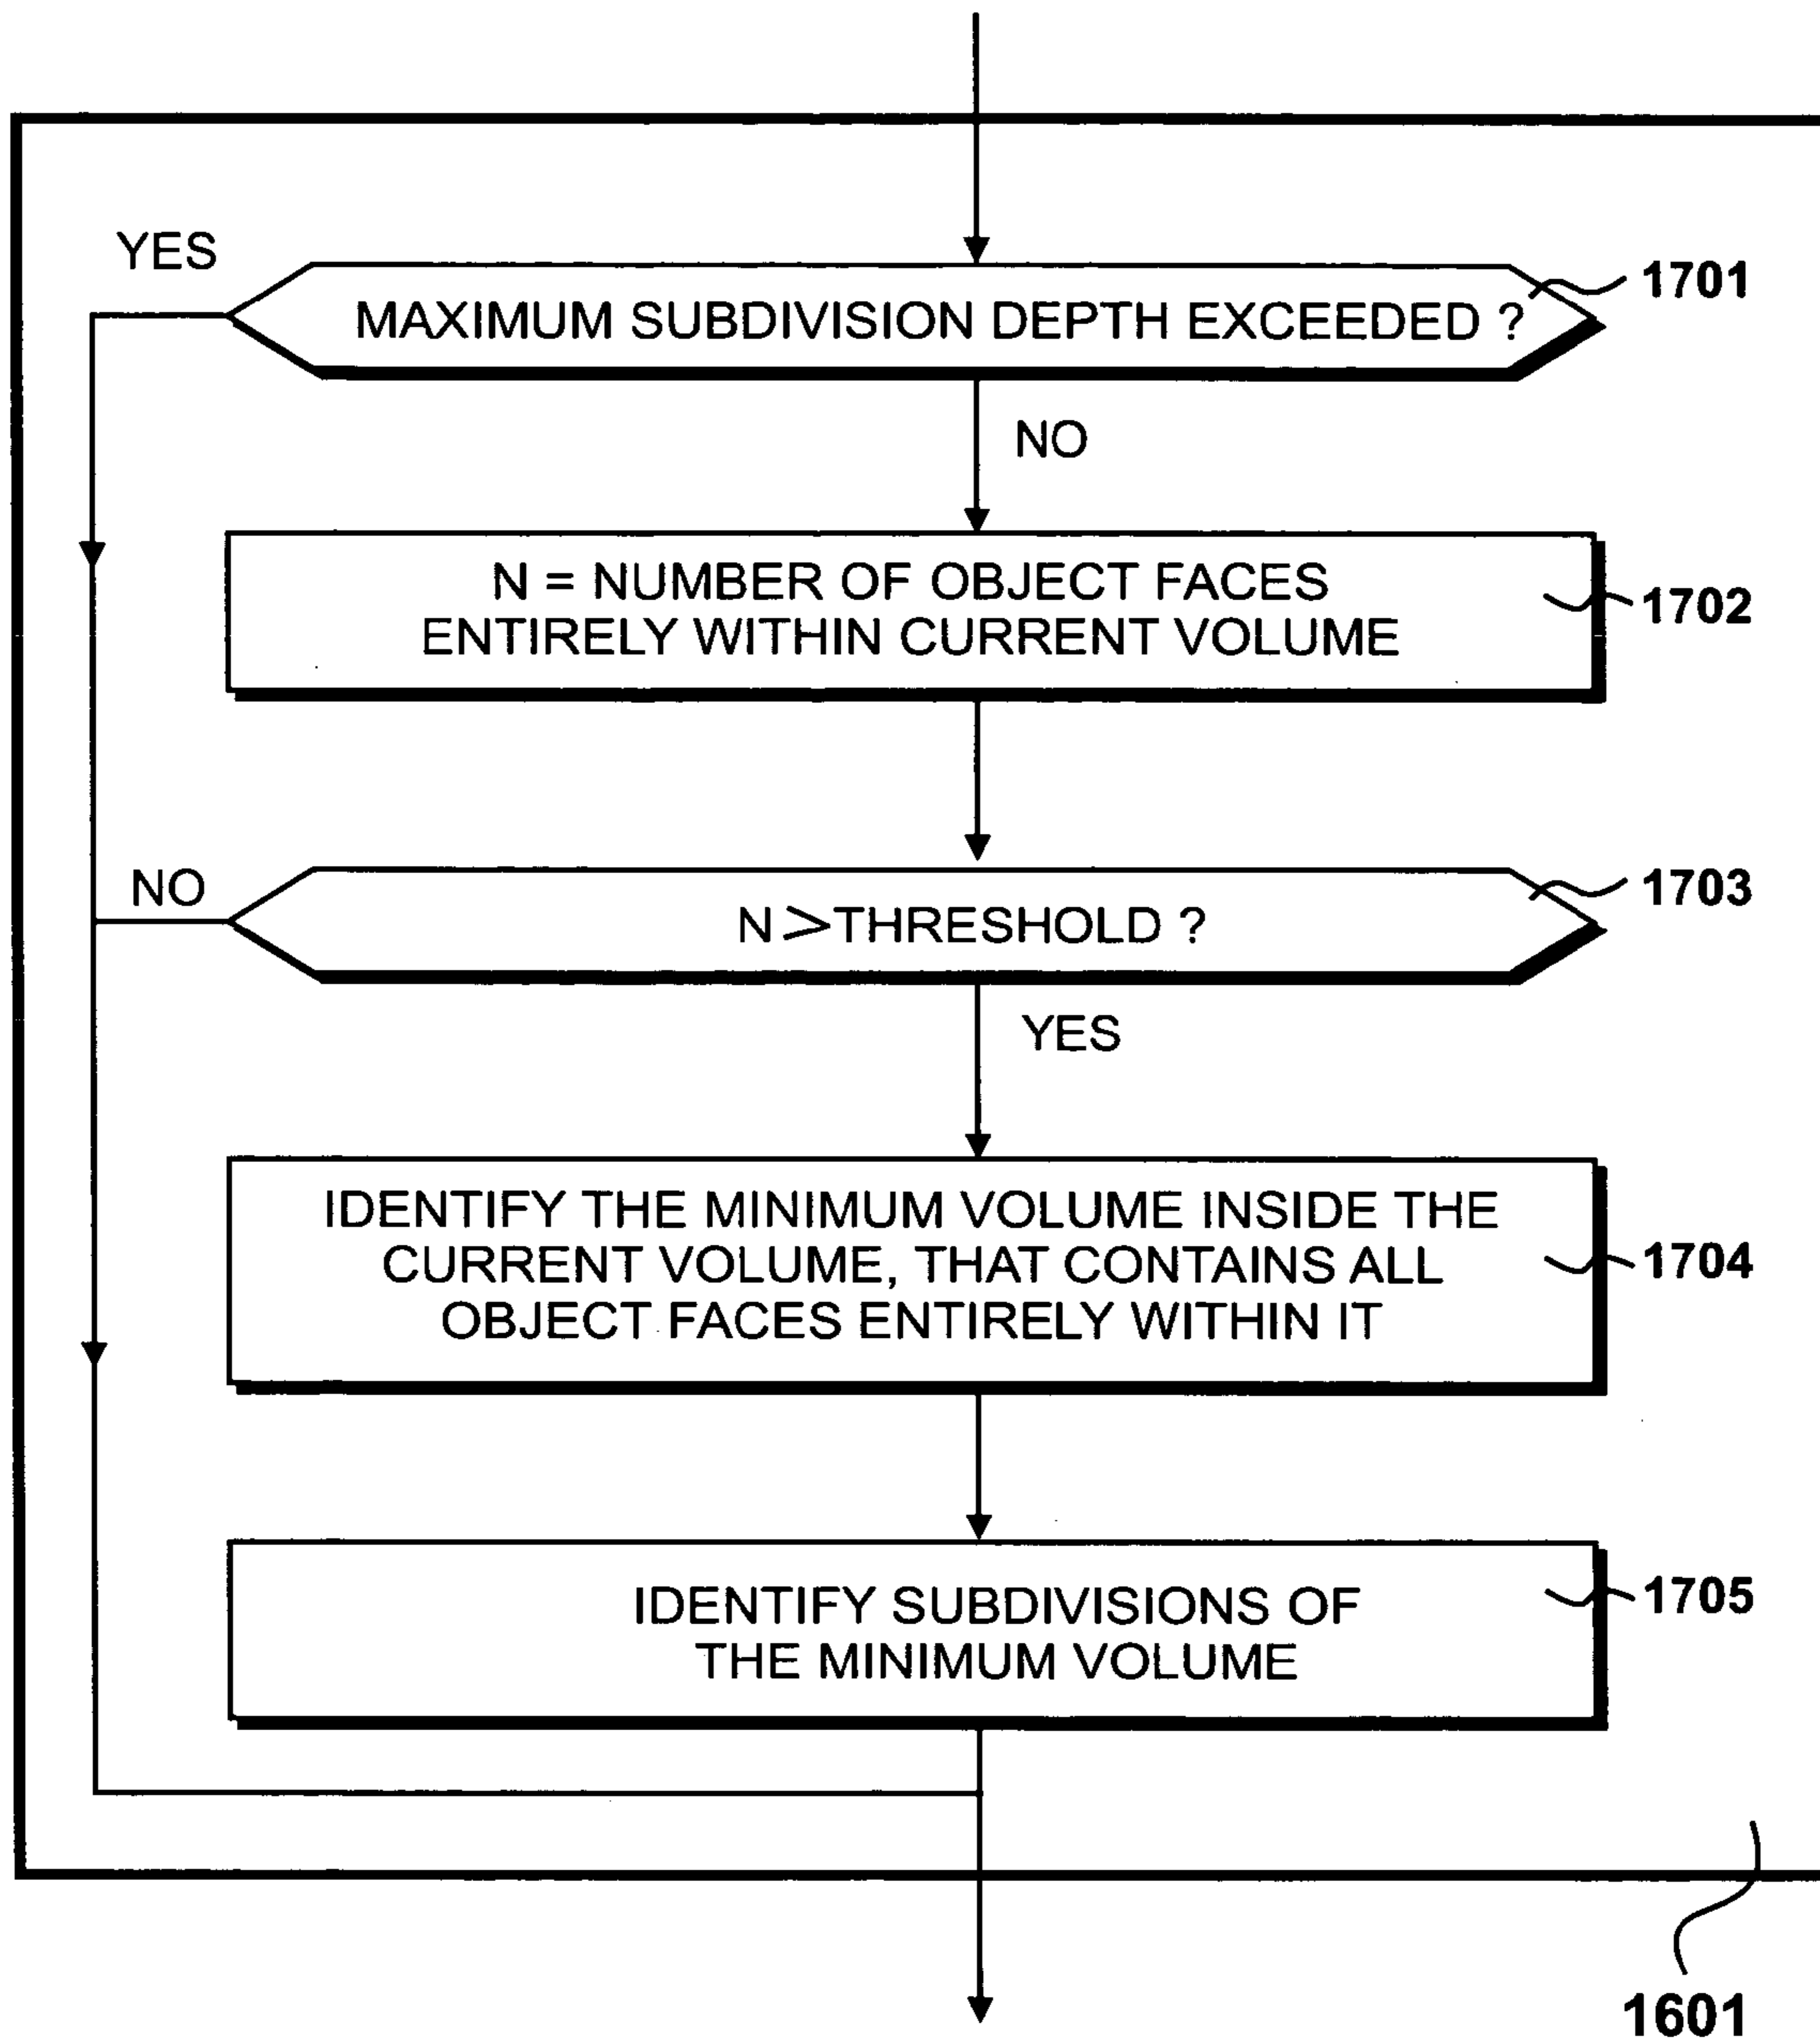 YES
MAXIMUM SUBDIVISION DEPTH EXCEEDED ?
1701
NO
N = NUMBER OF OBJECT FACES
ENTIRELY WITHIN CURRENT VOLUME
1702
NO
N>THRESHOLD ?
1703
YES
IDENTIFY THE MINIMUM VOLUME INSIDE THE
CURRENT VOLUME, THAT CONTAINS ALL
OBJECT FACES ENTIRELY WITHIN IT
1704
IDENTIFY SUBDIVISIONS OF
THE MINIMUM VOLUME
1705
1601